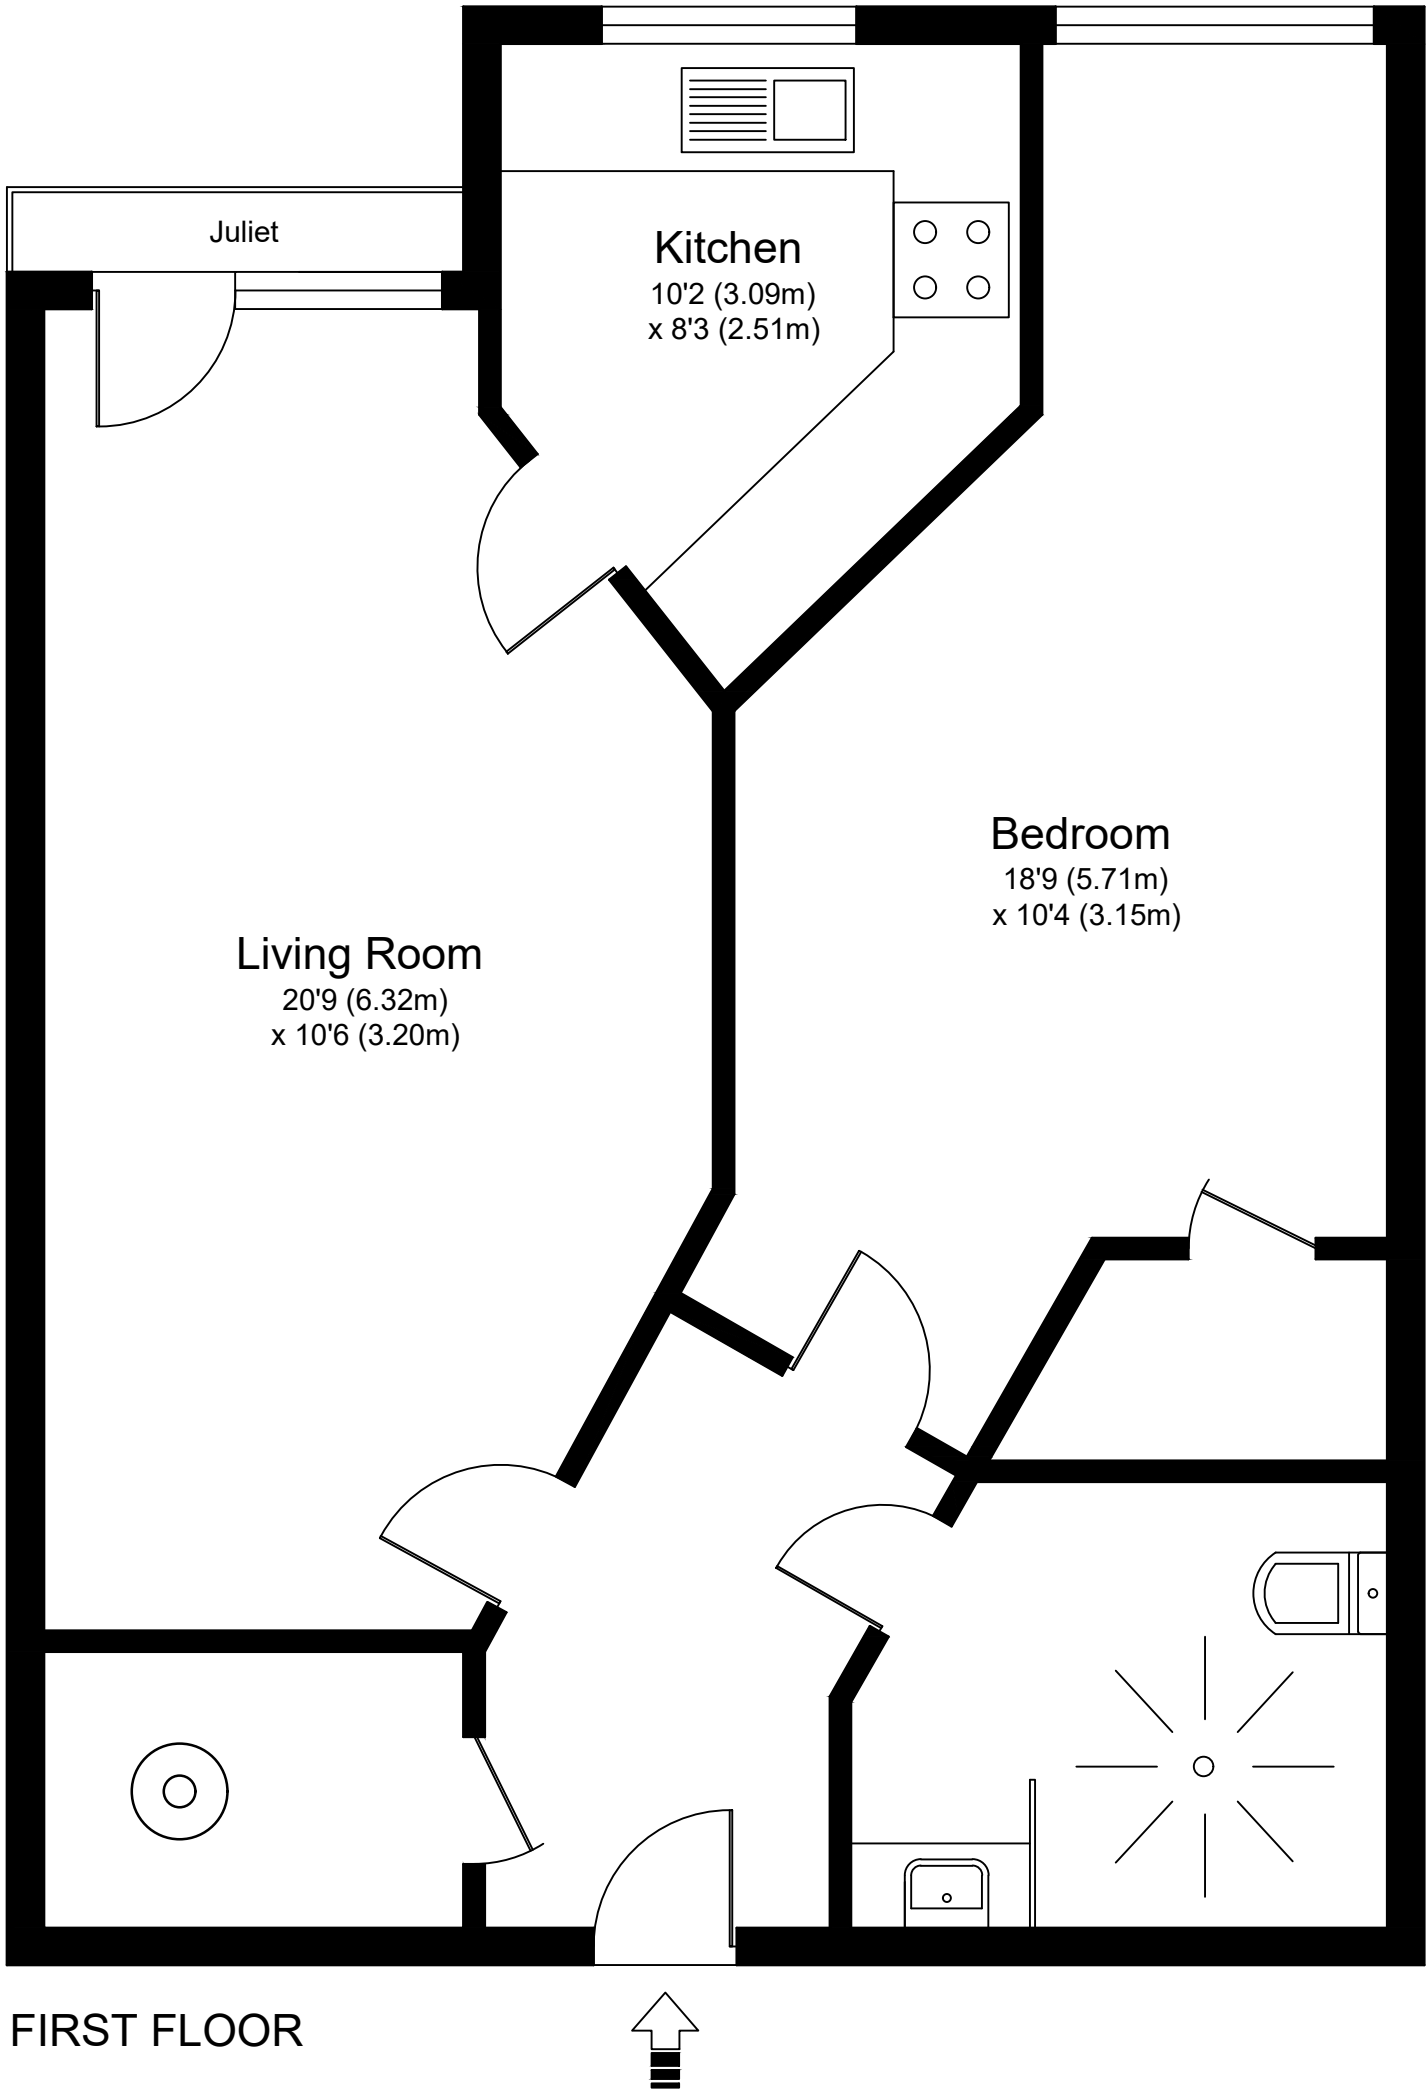 Juliet
Kitchen
10'2 (3.09m)
x 8'3 (2.51m)
Bedroom
18'9 (5.71m)
x 10'4 (3.15m)
Living Room
20'9 (6.32m)
x 10'6 (3.20m)
FIRST FLOOR